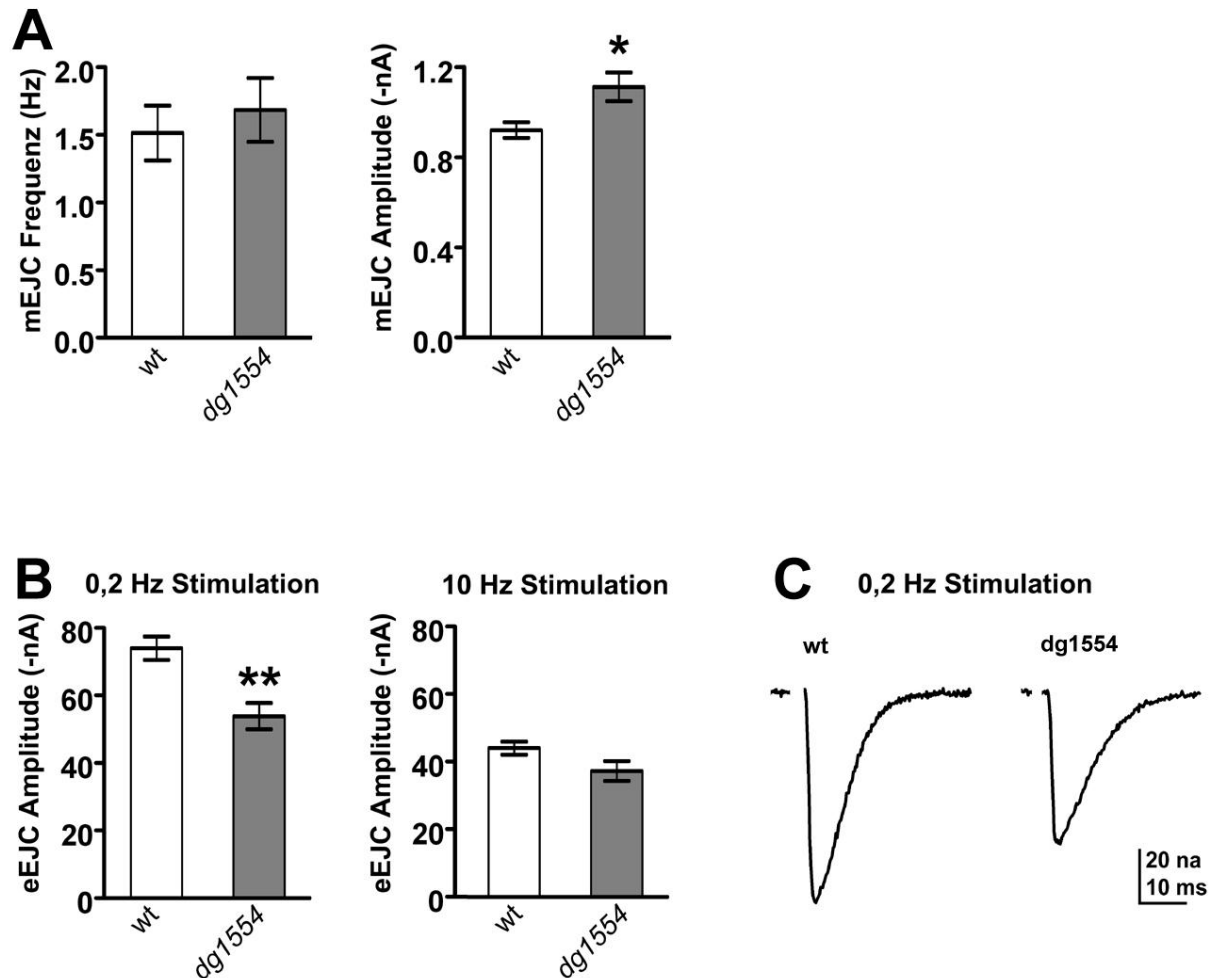 A
mEJC Frequenz (Hz)
2.0
1.5
1.0
0.5
0.0
wt
dg1554
mEJC Amplitude (-nA)
*
1.2
0.8
0.4
0.0
wt
dg1554
B
0,2 Hz Stimulation
eEJC Amplitude (-nA)
80
60
40
20
0
**
wt
dg1554
10 Hz Stimulation
eEJC Amplitude (-nA)
80
60
40
20
0
wt
dg1554
C
0,2 Hz Stimulation
wt
dg1554
20 na
10 ms